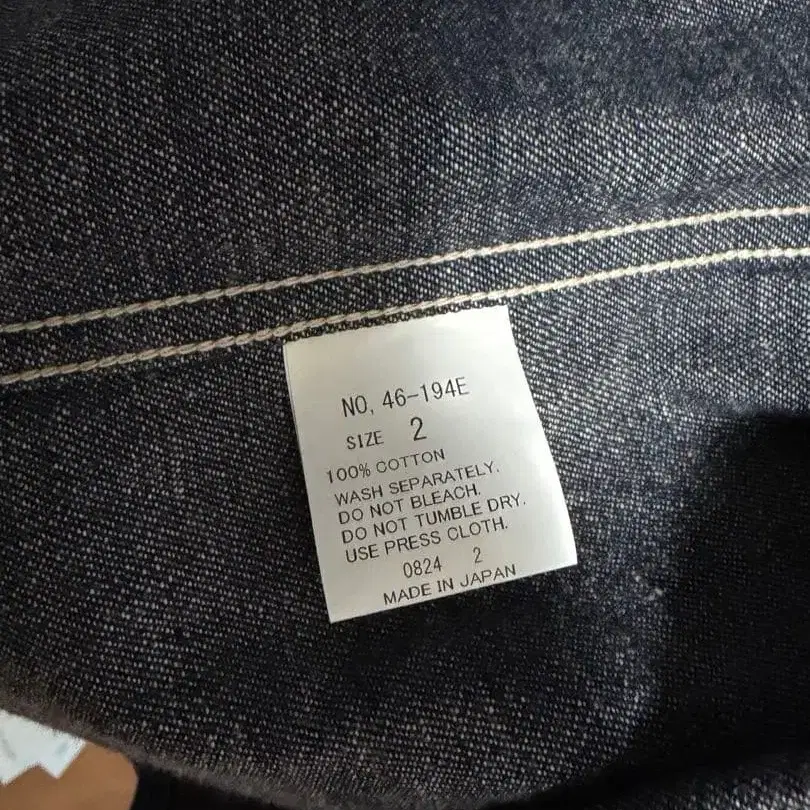 NO, 46-194E
SIZE 2
100% COTTON
WASH SEPARATELY.
DO NOT BLEACH.
DO NOT TUMBLE DRY.
USE PRESS CLOTH.
0824 2
MADE IN JAPAN